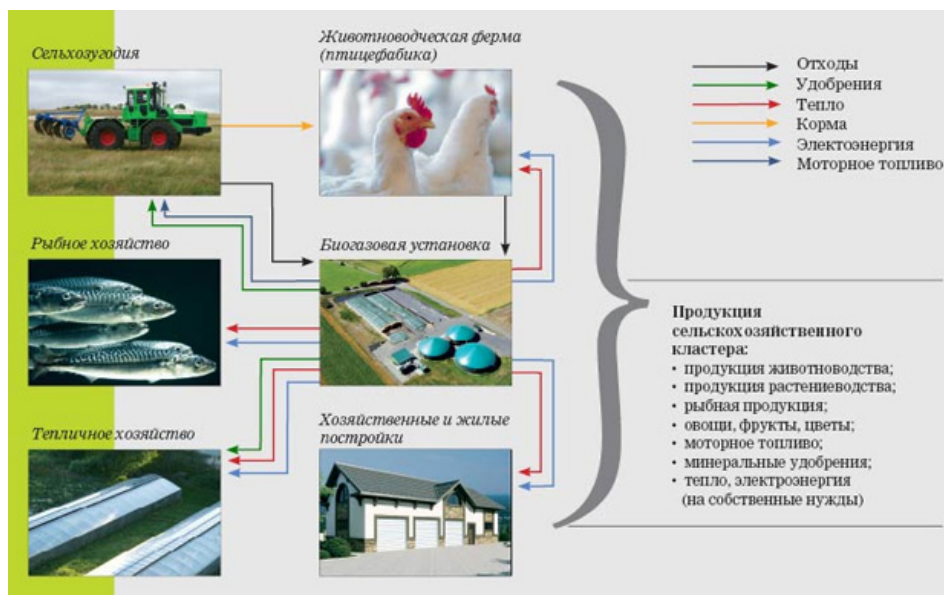 Сельхозугодия
Животноводческая ферма
(птицефабика)
Отходы
Удобрения
Тепло
Корма
Электоэнергия
Моторное топливо
Рыбное хозяйство
Биогазовая установка
Продукция
сельскохозяйственного
кластера:
• продукция животноводства;
• продукция растениеводства;
• рыбная продукция;
• овощи, фрукты, цветы;
• моторное топливо;
• минеральные удобрения;
• тепло, электроэнергия
(на собственные нужды)
Тепличное хозяйство
Хозяйственные и жилые
постройки